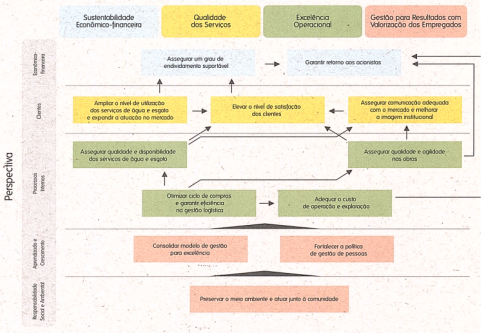 Sustentabilidade
Econômico-financeira
Qualidade
dos Serviços
Excelência
Operacional
Gestão para Resultados com
Valorização dos Empregados
Perspectiva
Econômico-
financeira
Assegurar um grau de
endividamento suportável
Garantir retorno aos acionistas
Clientes
Ampliar o nível de utilização
dos serviços de água e esgoto
e expandir a atuação no mercado
Elevar o nível de satisfação
dos clientes
Assegurar comunicação adequada
com o mercado e melhorar
a imagem institucional
Processos
Internos
Assegurar qualidade e disponibilidade
dos serviços de água e esgoto
Assegurar qualidade e agilidade
nas obras
Otimizar ciclo de compras
e garantir eficiência
na gestão logística
Adequar o custo
de operação e exploração
Aprendizado e
Crescimento
Consolidar modelo de gestão
para excelência
Fortalecer a política
de gestão de pessoas
Responsabilidade
Social e Ambiental
Preservar o meio ambiente e atuar junto à comunidade